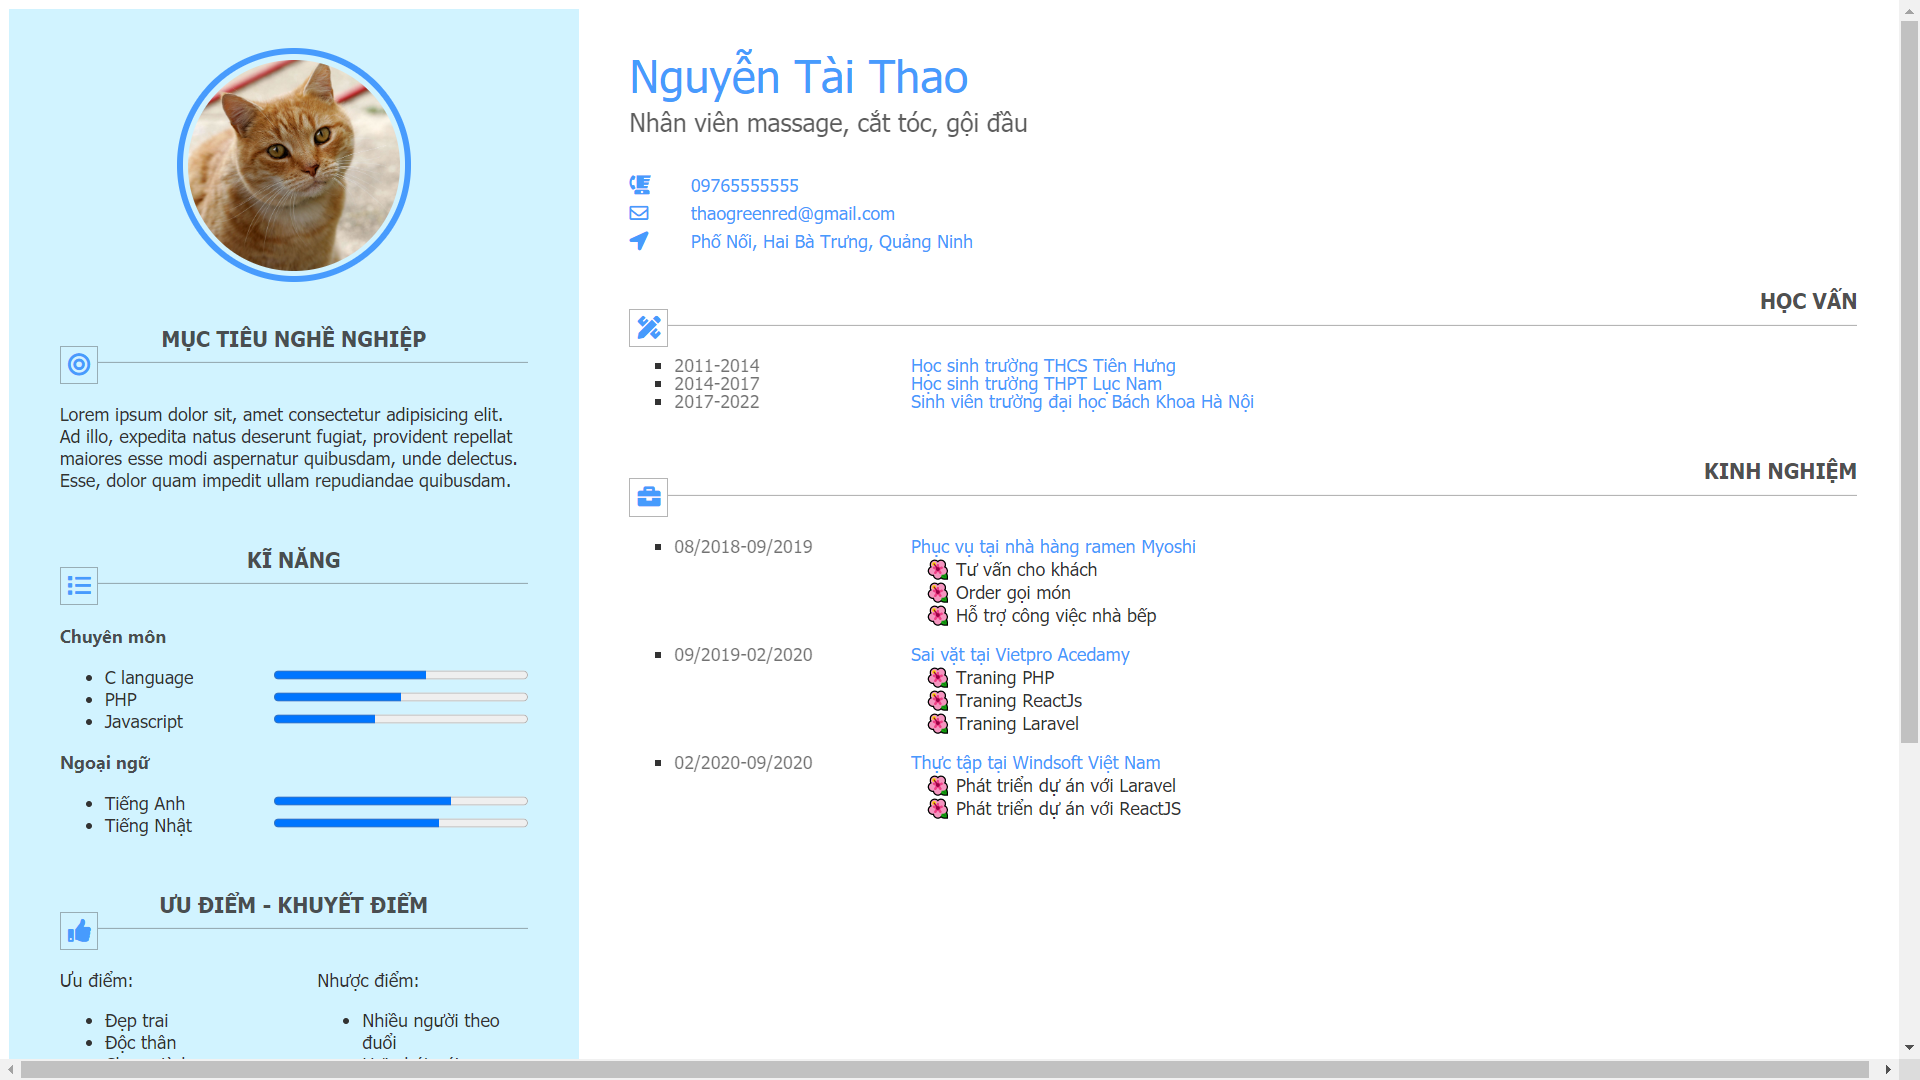 MỤC TIÊU NGHỀ NGHIỆP
Lorem ipsum dolor sit, amet consectetur adipisicing elit.
Ad illo, expedita natus deserunt fugiat, provident repellat
maiores esse modi aspernatur quibusdam, unde delectus.
Esse, dolor quam impedit ullam repudiandae quibusdam.
KĨ NĂNG
Chuyên môn
C language
PHP
Javascript
Ngoại ngữ
Tiếng Anh
Tiếng Nhật
ƯU ĐIỂM - KHUYẾT ĐIỂM
Ưu điểm:
Đẹp trai
Độc thân
Nhược điểm:
Nhiều người theo
đuổi
Nguyễn Tài Thao
Nhân viên massage, cắt tóc, gội đầu
09765555555
thaogreenred@gmail.com
Phố Nối, Hai Bà Trưng, Quảng Ninh
HỌC VẤN
2011-2014 Học sinh trường THCS Tiên Hưng
2014-2017 Học sinh trường THPT Lục Nam
2017-2022 Sinh viên trường đại học Bách Khoa Hà Nội
KINH NGHIỆM
08/2018-09/2019 Phục vụ tại nhà hàng ramen Myoshi
Tư vấn cho khách
Order gọi món
Hỗ trợ công việc nhà bếp
09/2019-02/2020 Sai vặt tại Vietpro Acedamy
Traning PHP
Traning ReactJs
Traning Laravel
02/2020-09/2020 Thực tập tại Windsoft Việt Nam
Phát triển dự án với Laravel
Phát triển dự án với ReactJS